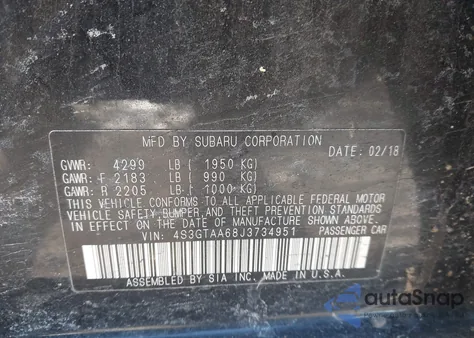 MFD BY SUBARU CORPORATION
DATE: 02/18
GVWR: 4299 LB ( 1950 KG)
GAWR: F 2183 LB ( 990 KG)
GAWR: R 2205 LB ( 1000 KG)
THIS VEHICLE CONFORMS TO ALL APPLICABLE FEDERAL MOTOR
VEHICLE SAFETY, BUMPER, AND THEFT PREVENTION STANDARDS
IN EFFECT ON THE DATE OF MANUFACTURE SHOWN ABOVE.
VIN: 4S3GTAA68J3734951 PASSENGER CAR
ASSEMBLED BY SIA INC. MADE IN U.S.A.
autoSnap